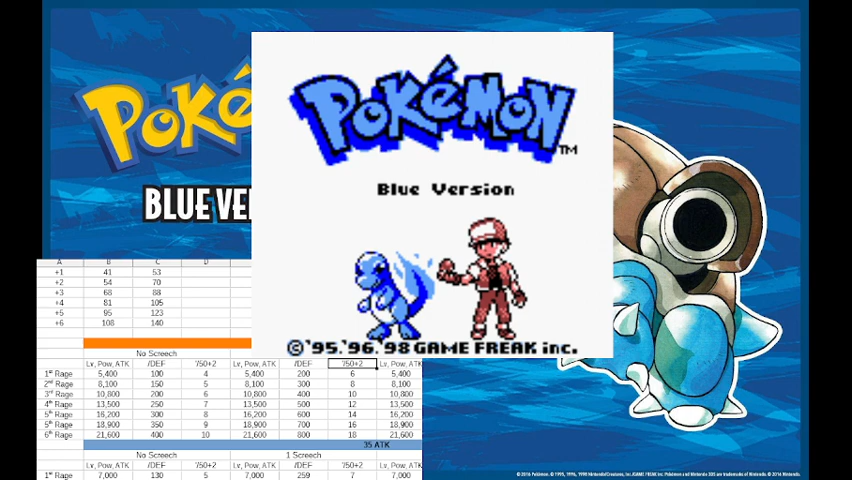 POKÉ
BLUE VE
POKÉMON
TM
Blue Version
©'95.'96.'98 GAME FREAK inc.
A B C D
+1 41 53
+2 54 70
+3 68 88
+4 81 105
+5 95 123
+6 108 140
No Screech
Lv, Pow, ATK /DEF ?/50+2 Lv, Pow, ATK /DEF ?/50+2 Lv, Pow, ATK
1st Rage 5,400 100 4 5,400 200 6 5,400
2nd Rage 8,100 150 5 8,100 300 8 8,100
3rd Rage 10,800 200 6 10,800 400 10 10,800
4th Rage 13,500 250 7 13,500 500 12 13,500
5th Rage 16,200 300 8 16,200 600 14 16,200
5th Rage 18,900 350 9 18,900 700 16 18,900
6th Rage 21,600 400 10 21,600 800 18 21,600
35 ATK
No Screech 1 Screech
Lv, Pow, ATK /DEF ?/50+2 Lv, Pow, ATK /DEF ?/50+2 Lv, Pow, ATK
1st Rage 7,000 130 5 7,000 259 7 7,000